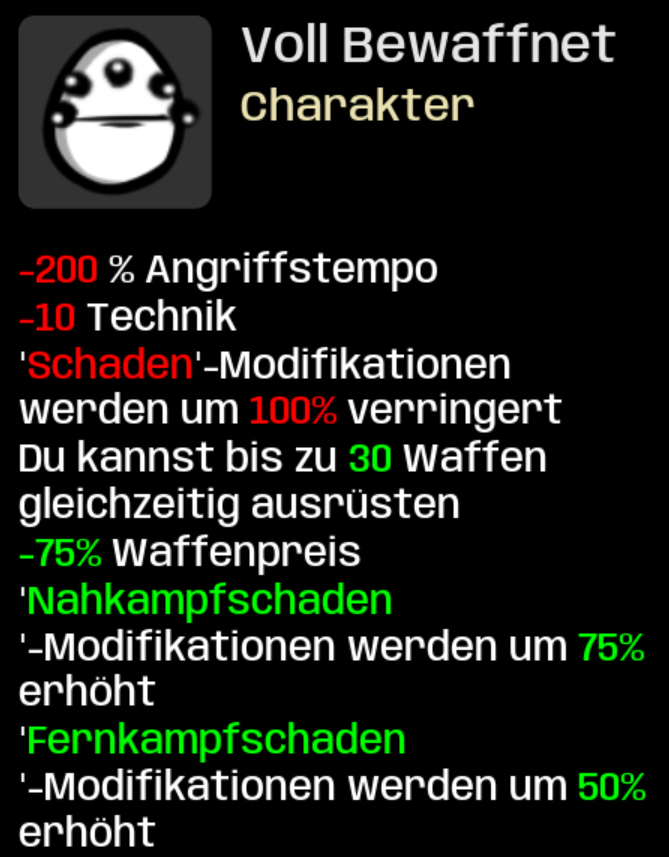 Voll Bewaffnet
Charakter
-200 % Angriffstempo
-10 Technik
'Schaden'-Modifikationen
werden um 100% verringert
Du kannst bis zu 30 Waffen
gleichzeitig ausrüsten
-75% Waffenpreis
'Nahkampfschaden
'-Modifikationen werden um 75%
erhöht
'Fernkampfschaden
'-Modifikationen werden um 50%
erhöht